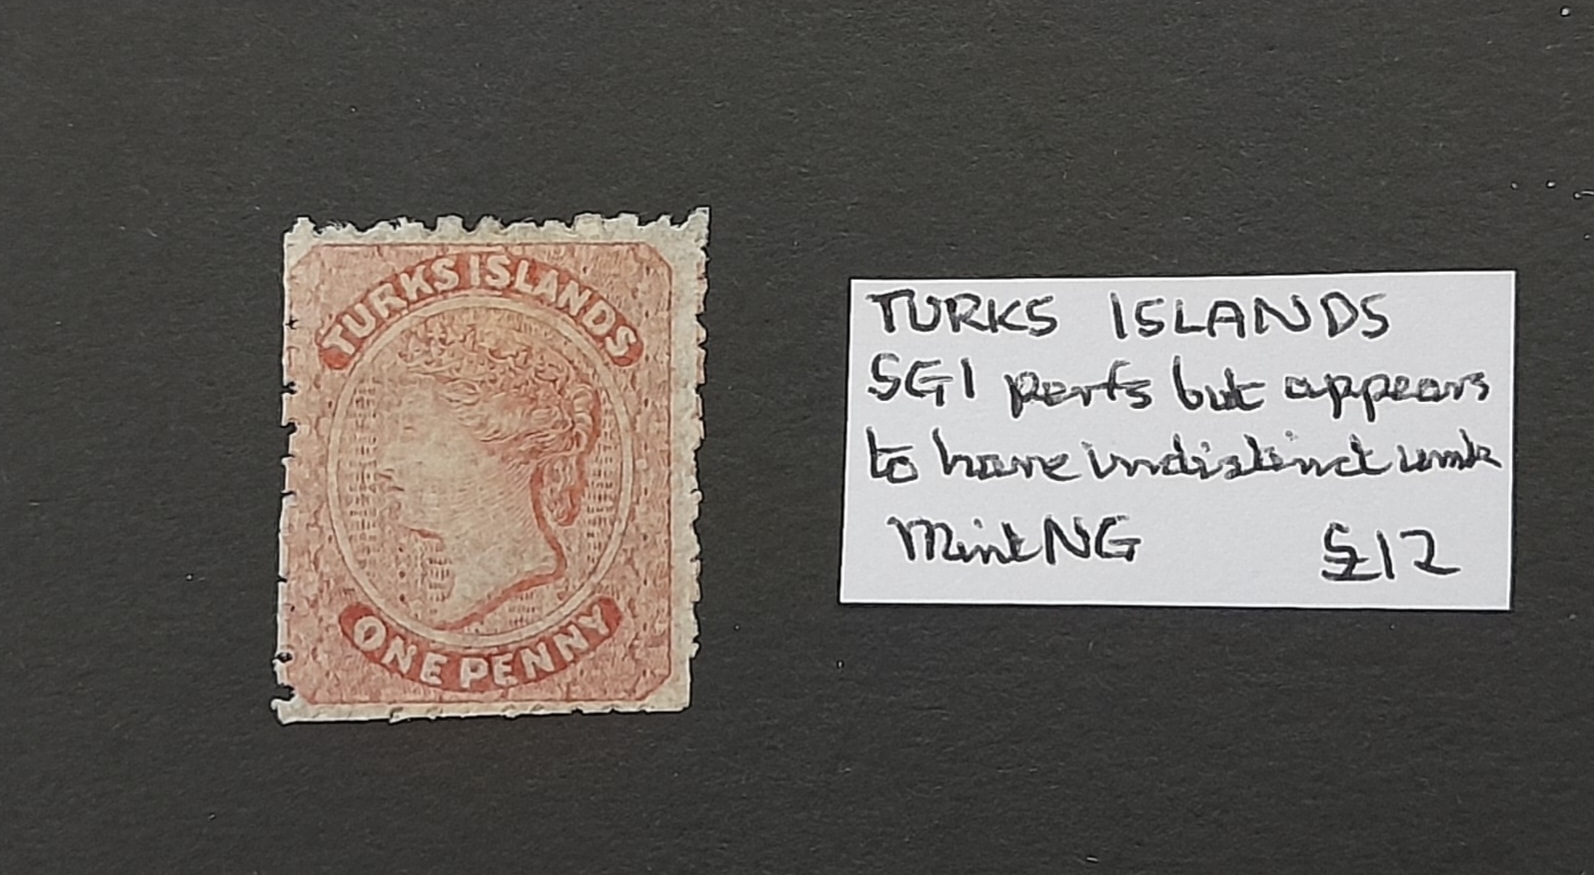 TURKS ISLANDS
ONE PENNY
TURKS ISLANDS
SG1 perfs but appears
to have indistinct wmk
Mint NG £12